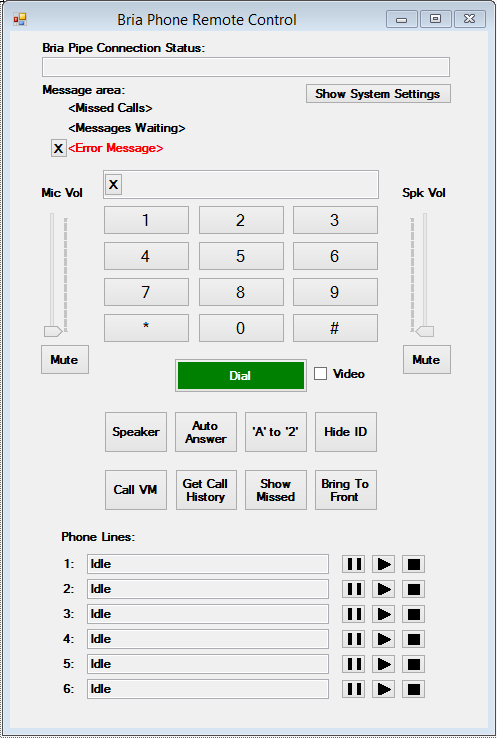 Bria Phone Remote Control
Bria Pipe Connection Status:
Message area:
Show System Settings
<Missed Calls>
<Messages Waiting>
X <Error Message>
Mic Vol
X
Spk Vol
1 2 3
4 5 6
7 8 9
* 0 #
Mute
Mute
Dial
Video
Speaker
Auto
Answer
'A' to '2'
Hide ID
Call VM
Get Call
History
Show
Missed
Bring To
Front
Phone Lines:
1: Idle
2: Idle
3: Idle
4: Idle
5: Idle
6: Idle